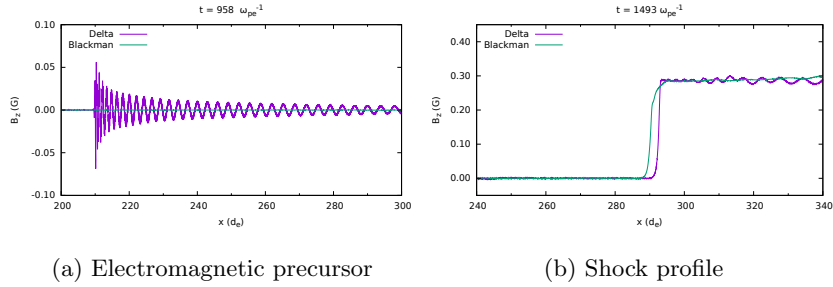 t = 958 ω_pe^-1
Delta
Blackman
B_z (G)
0.10
0.05
0.00
-0.05
-0.10
200 220 240 260 280 300
x (d_e)
(a) Electromagnetic precursor
t = 1493 ω_pe^-1
Delta
Blackman
B_z (G)
0.40
0.30
0.20
0.10
0.00
240 260 280 300 320 340
x (d_e)
(b) Shock profile